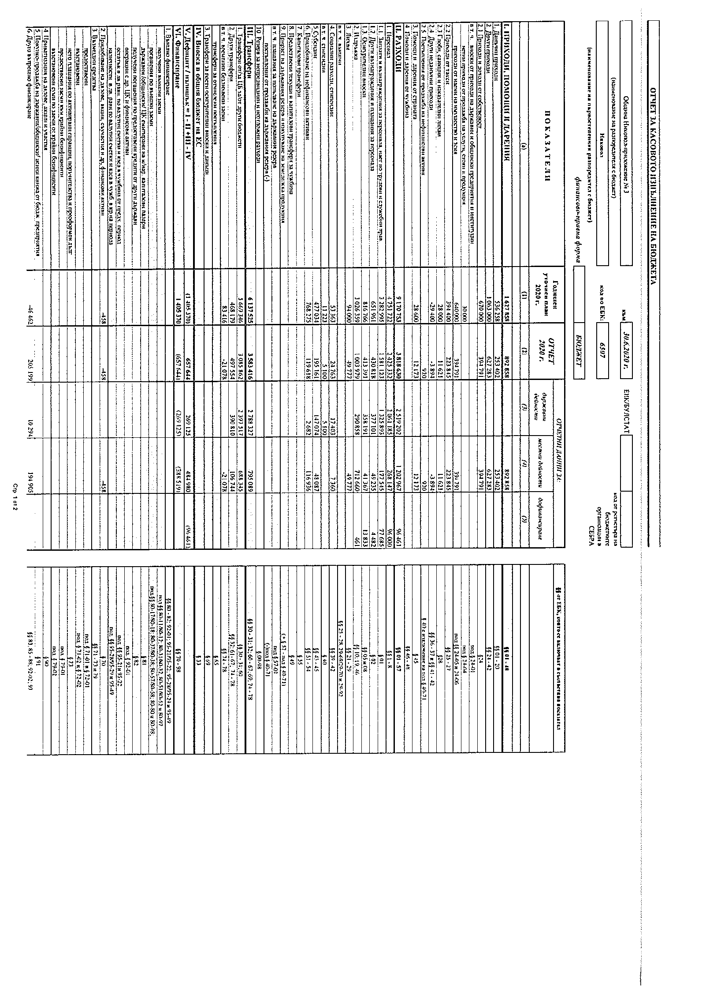 ОТЧЕТ ЗА КАСОВОТО ИЗПЪЛНЕНИЕ НА БЮДЖЕТА
Община Никопол-приложение № 3 към 30.6.2020 г. ЕИК/БУЛСТАТ
(наименование на разпоредителя с бюджет) код от регистъра на бюджетните организации в СЕБРА
Никопол код по ЕБК: 6507
(наименование на първостепенния разпоредител с бюджет)
финансово-правна форма БЮДЖЕТ
ПОКАЗАТЕЛИ Годишен уточнен план 2020 г. ОТЧЕТ 2020 г. ОТЧЕТНИ ДАННИ ЗА: §§ от ЕБК, които се включват в съответния показател
държавни дейности местни дейности дофинансиране
(а) (1) (2) (3) (4) (5)
I. ПРИХОДИ, ПОМОЩИ И ДАРЕНИЯ 1 627 858 892 858 892 858 §§ 01 - 48
1. Данъчни приходи 536 258 253 402 253 402 §§ 01 - 20
2. Други приходи 1 063 000 627 283 627 283 §§ 24 - 42
2.1 Приходи и доходи от собственост 670 000 394 791 394 791 §24
в т. ч. вноски от приходи на държавни и общински предприятия и институции под § 24-01
нетни приходи от продажба на услуги, стоки и продукция 30 000 под § 24-04
приходи от наеми на имущество и земя 640 000 394 791 394 791 под §§ 24-05 и 24-06
2.2 Приходи от такси 394 400 223 845 223 845 §§ 25 - 27
2.3 Глоби, санкции и наказателни лихви 28 000 11 621 11 621 §28
2.4 Други неданъчни приходи -29 400 -3 894 -3 894 §§ 36 - 37 и §§ 41 - 42
2.5 Постъпления от продажба на нефинансови активи 920 920 § 40 с изключение на под § 40-71
3. Помощи и дарения от страната 28 600 12 173 12 173 § 45
4 Помощи и дарения от чужбина §§ 46 - 48
II. РАЗХОДИ 9 170 753 3 818 630 2 519 202 1 202 967 96 461 §§ 01 - 57
1. Персонал 4 751 722 2 425 332 2 061 185 268 147 96 000 §§ 1 - 8
1.1. Заплати и възнаграждения за персонала, нает по трудови и служебни прав. 3 282 995 1 581 123 1 325 893 177 545 77 685 §01
1.2 Други възнаграждения и плащания за персонала 651 961 430 818 377 101 49 235 4 482 § 02
1.3. Осигурителни вноски 816 766 413 391 358 191 41 367 13 833 §§ 05 и 08
2. Издръжка 3 026 359 1 003 979 290 858 712 660 461 §§ 10; 19; 46
3 Лихви 94 000 49 777 49 777 §§ 21 - 29
в т. ч. външни §§ 25 - 28, 29-69/29-70 и 29-92
4. Социални разходи, стипендии 53 363 24 763 17 403 7 360 §§ 39 - 42
в т. ч. стипендии 11 223 5 100 5 100 § 40
5.Субсидии 477 034 195 161 147 074 48 087 §§ 43 - 45
6. Придобиване на нефинансови активи 768 275 119 618 2 682 116 936 §§ 51 - 54
7. Капиталови трансфери § 55
8. Предоставени текущи и капиталови трансфери за чужбина § 49
9. Прираст на държавния резерв и изкупуване на земеделска продукция (+ § 57 - под § 40-71)
в т. ч. плащания за попълване на държавния резерв под § 57-01
постъпления от продажби на държавния резерв (-) (-)под § 40-71
10. Резерв за непредвидени и неотложни разходи § 00-98
III. Трансфери 6 137 525 3 583 416 2 788 327 795 089 §§ 30 - 31; 32; 60 - 67; 69; 74 - 78
1. Трансфери от/за ЦБ за/от други бюджети 5 669 346 3 085 862 2 397 517 688 345 §§ 30 - 31; 60
2. Други трансфери 468 179 497 554 390 810 106 744 §§ 32; 61- 67; 74 - 78
в т. ч. временни безлихвени заеми 83 416 -21 078 -21 078 §§ 74 - 78
трансфери за отчислени постъпления § 65
3. Трансфери за поети осигурителни вноски и данъци § 69
IV. Вноска в общия бюджет на ЕС § 33
V. Дефицит / излишък = I - II + III - IV (1 405 370) 657 644 269 125 484 980 (96 461)
VI. Финансиране 1 405 370 (657 644) (269 125) (388 519) §§ 70 - 98
1. Външно финансиране §§ 80 - 82; 92-01; 95-21/95-22; 95-28/95-29 и 95-49
получени външни заеми под §§ 80-11/80-12; 80-31/80-32; 80-51/80-52 и 80-97
погашения по външни заеми под §§ 80-17/80-18; 80-37/80-38; 80-57/80-58; 80-80 и 80-98;
държавни /общински/ ЦК емитирани на м/нар. капиталови пазари § 81
получени погашения по предоставени кредити от други държави § 82
операции с др. ЦК и финансови активи под. § 92-01
остатък в лв.равн. по валутни сметки и каса в чужбина от предх. период под §§ 95-21и 95-22
наличности в лв. равн по валутни сметки и каса в чужб. в кр на периода под. §§ 95-28/95-29 и 95-49
2. Придобиване на дялове, акции, съучастия и др. финансови активи -458 -458 -458 § 70
3. Възмездни средства §§ 71 - 73 и 79
предоставени под. § 71-01 и § 72-01
възстановени под. § 71-02 и § 72-02
нето плащания по активирани гаранции, поръчителства и преоформен дълг § 73
предоставени заеми към крайни бенефициенти под § 79-01
възстановени суми по заеми от крайни бенефициенти под § 79-02
4 Приватизация на дялове, акции и участия § 90
5. Покупко-продажба на държавни/общински/ ценни книжа от бюдж. предприятия § 91
6. Друго вътрешно финансиране -46 462 205 199 10 294 194 905 §§ 83, 85 - 88; 92-02; 93
Стр. 1 от 2